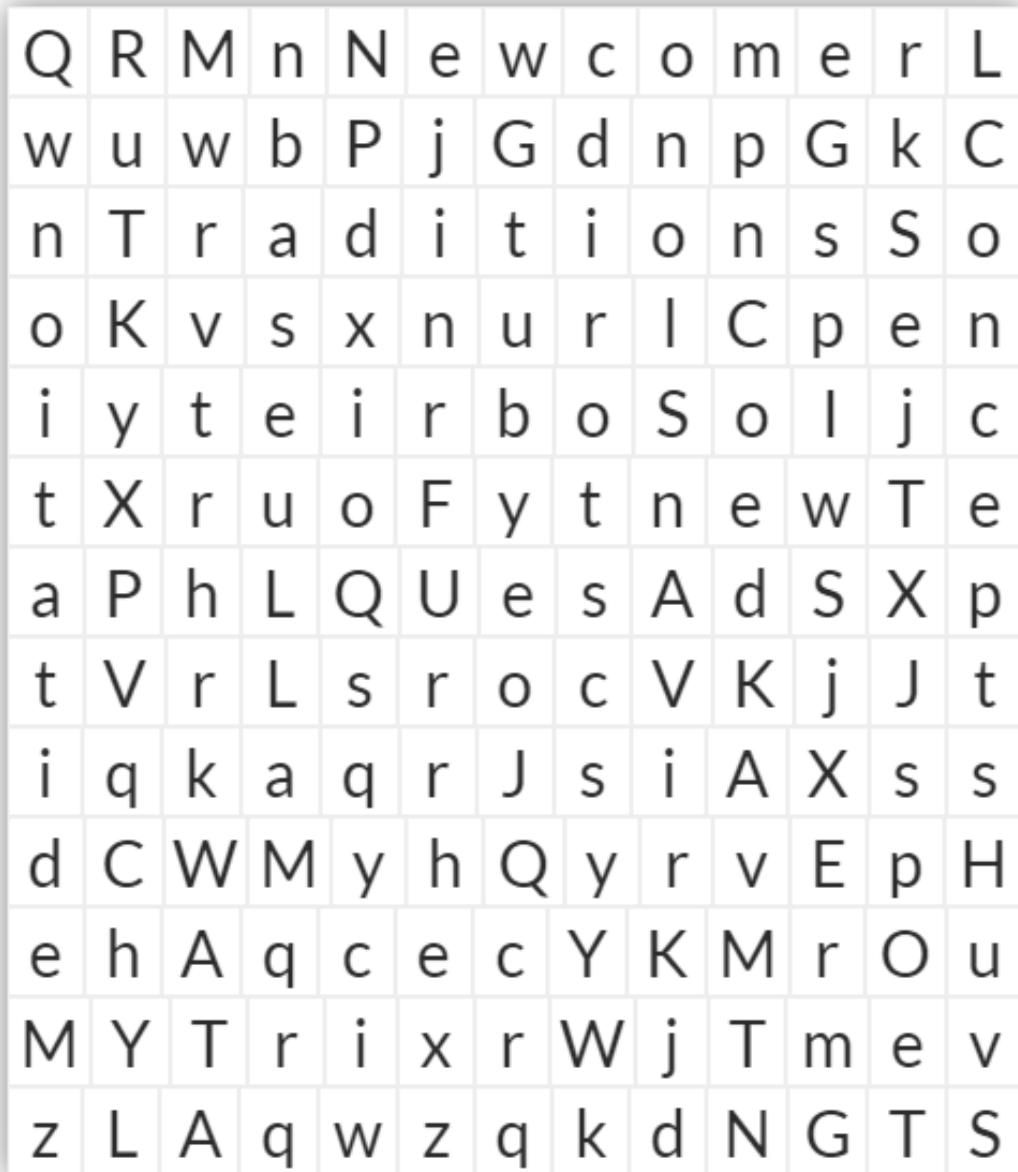 Q R M n N e w c o m e r L
w u w b P j G d n p G k C
n T r a d i t i o n s S o
o K v s x n u r l C p e n
i y t e i r b o S o l j c
t X r u o F y t n e w T e
a P h L Q U e s A d S X p
t V r L s r o c V K j J t
i q k a q r J s i A X s s
d C W M y h Q y r v E p H
e h A q c e c Y K M r O u
M Y T r i x r W j T m e v
z L A q w z q k d N G T S